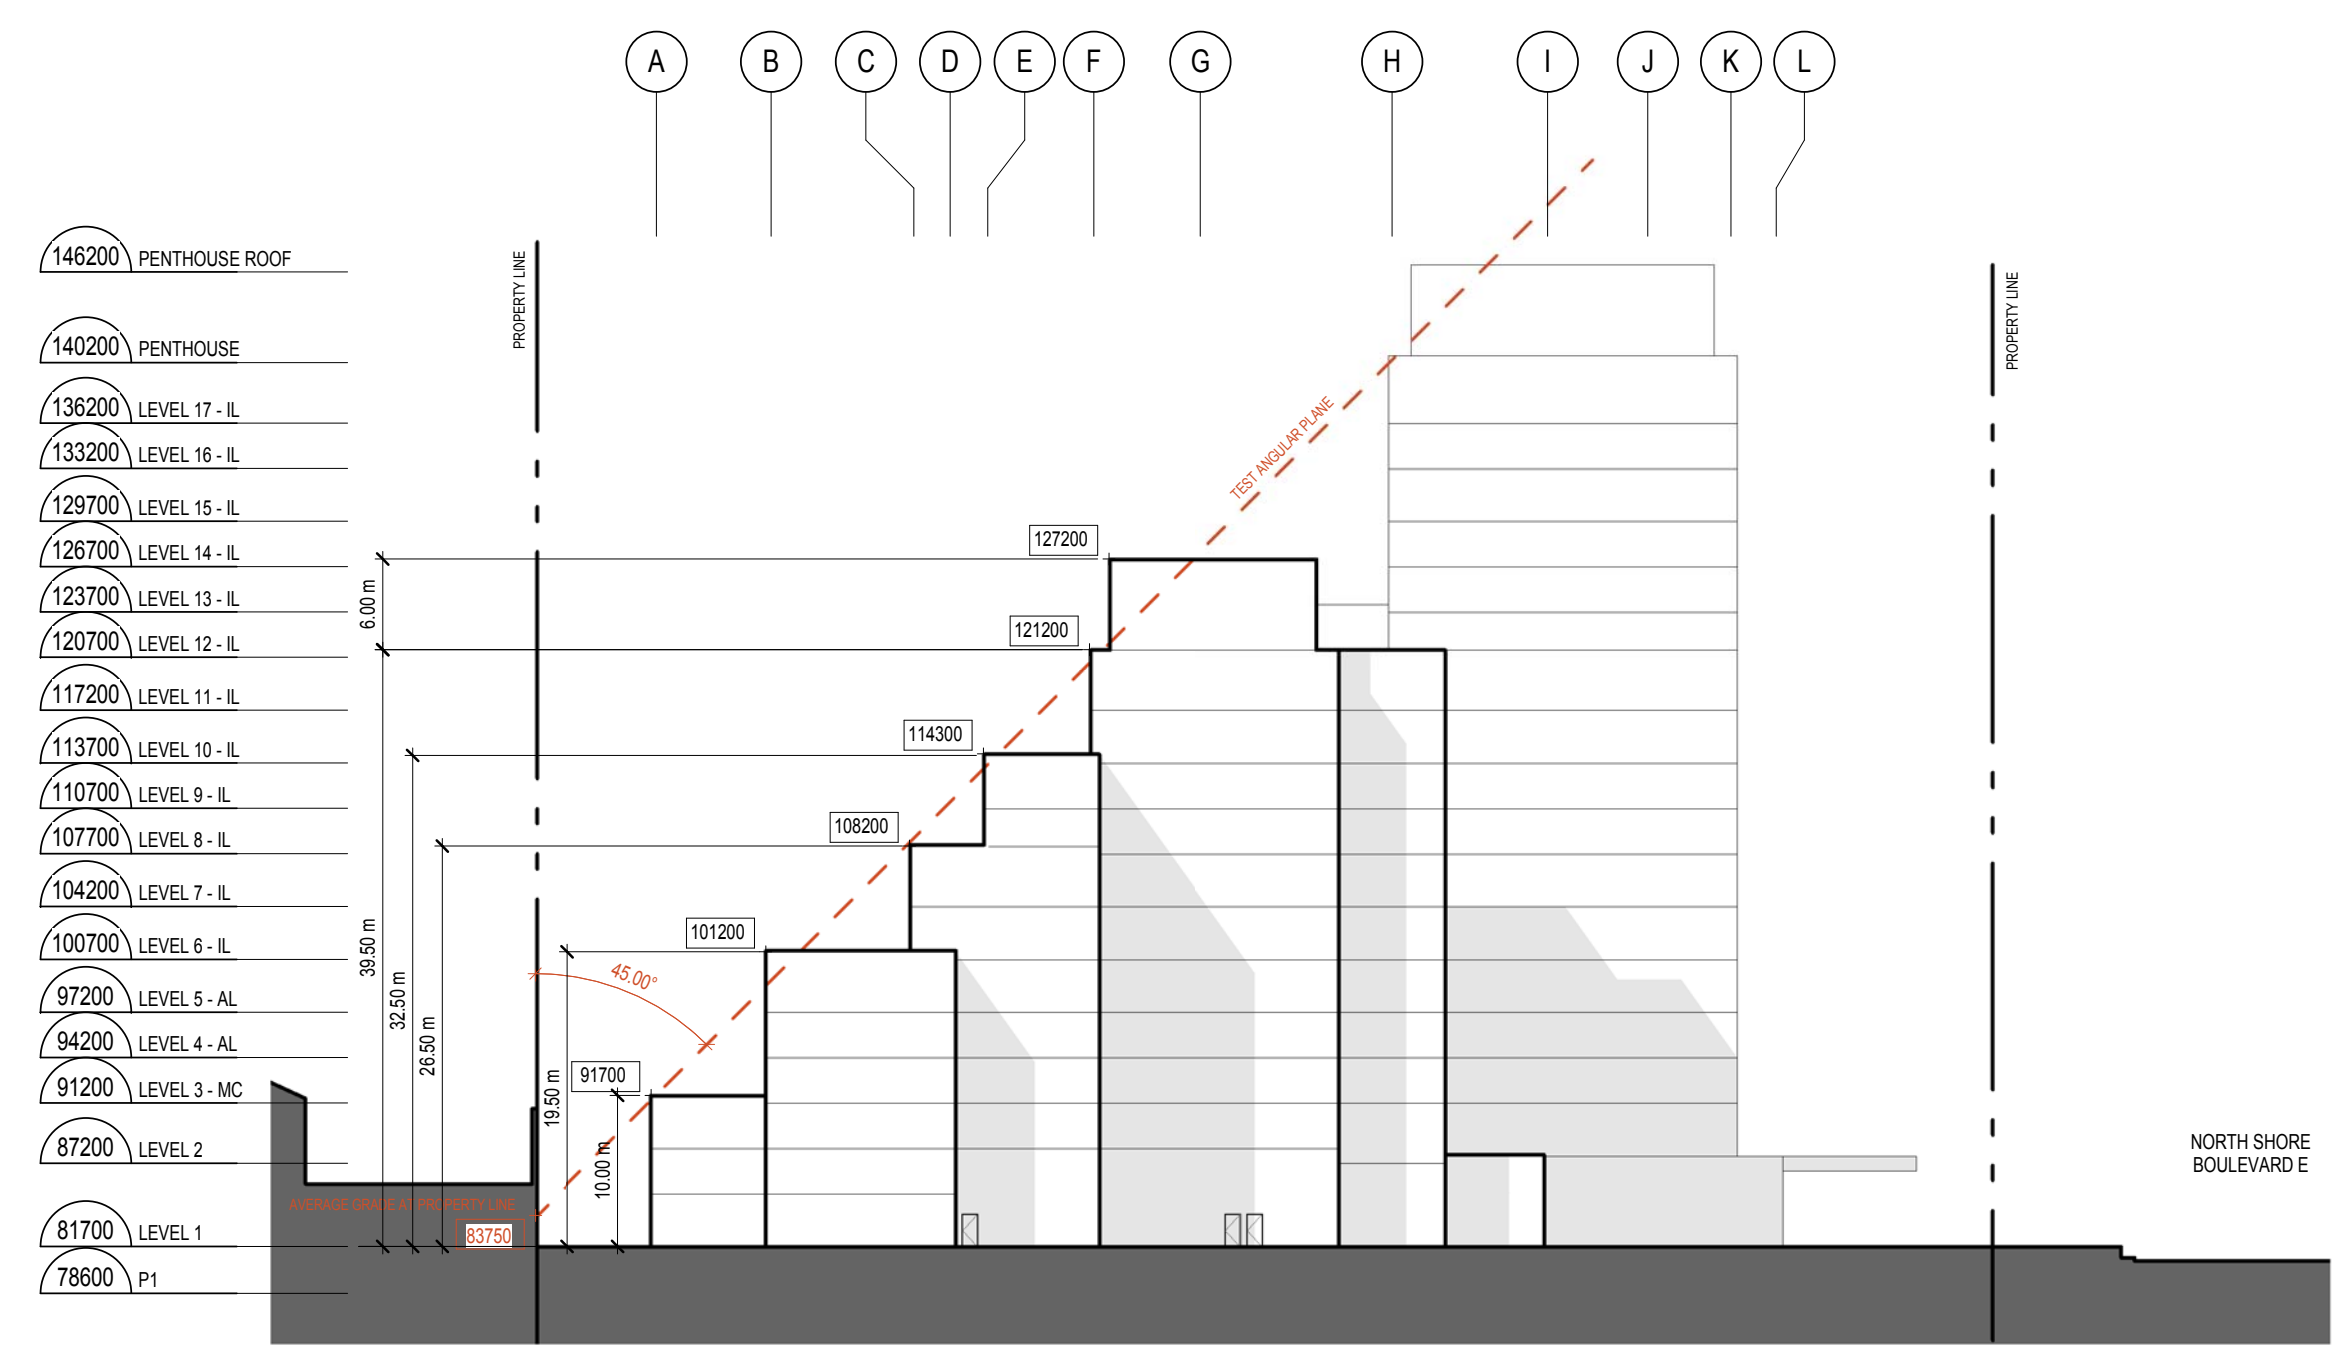 A B C D E F G H I J K L
146200 PENTHOUSE ROOF
140200 PENTHOUSE
136200 LEVEL 17 - IL
133200 LEVEL 16 - IL
129700 LEVEL 15 - IL
126700 LEVEL 14 - IL
123700 LEVEL 13 - IL
120700 LEVEL 12 - IL
117200 LEVEL 11 - IL
113700 LEVEL 10 - IL
110700 LEVEL 9 - IL
107700 LEVEL 8 - IL
104200 LEVEL 7 - IL
100700 LEVEL 6 - IL
97200 LEVEL 5 - AL
94200 LEVEL 4 - AL
91200 LEVEL 3 - MC
87200 LEVEL 2
81700 LEVEL 1
78600 P1
PROPERTY LINE
PROPERTY LINE
TEST ANGULAR PLANE
127200
121200
114300
108200
101200
91700
6.00 m
39.50 m
32.50 m
26.50 m
19.50 m
10.00 m
45.00°
AVERAGE GRADE AT PROPERTY LINE
83750
NORTH SHORE
BOULEVARD E